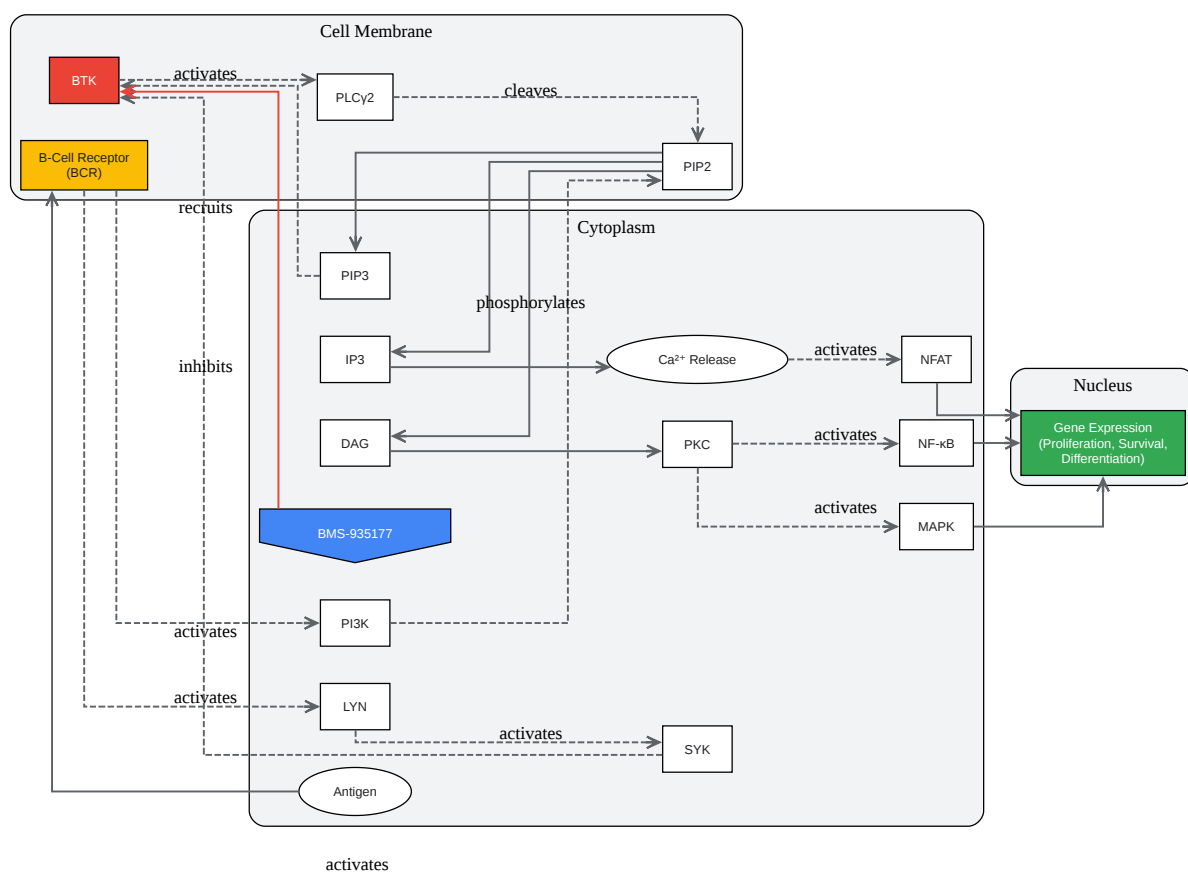 Cell Membrane
BTK
activates
PLCγ2
cleaves
B-Cell Receptor
(BCR)
PIP2
recruits
Cytoplasm
PIP3
phosphorylates
IP3
Ca²⁺ Release
activates
NFAT
inhibits
Nucleus
DAG
PKC
activates
NF-κB
Gene Expression
(Proliferation, Survival,
Differentiation)
BMS-935177
activates
MAPK
activates
PI3K
activates
LYN
activates
SYK
Antigen
activates